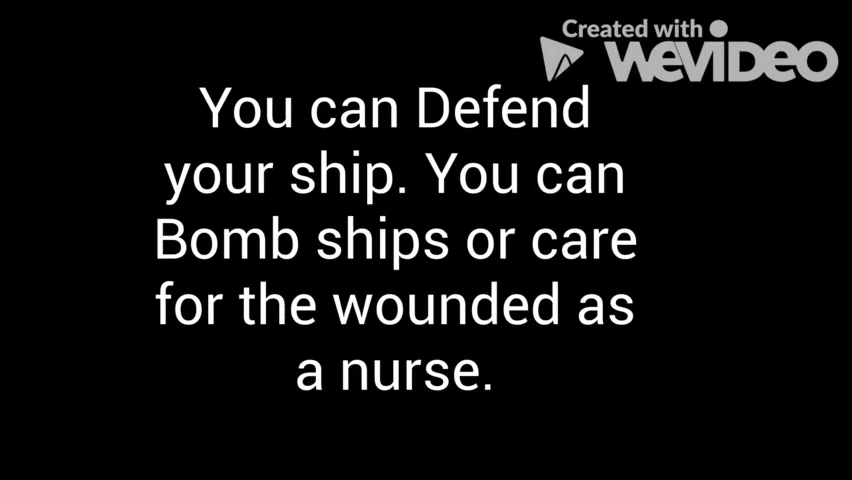 Created with
WEVIDEO
You can Defend
your ship. You can
Bomb ships or care
for the wounded as
a nurse.